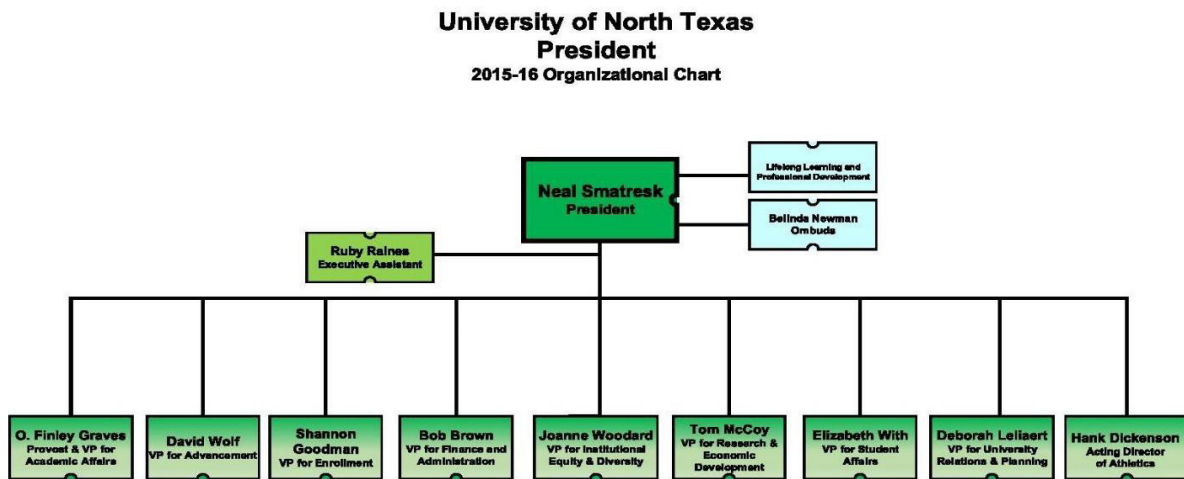 University of North Texas
President
2015-16 Organizational Chart
Lifelong Learning and
Professional Development
Neal Smatresk
President
Belinda Newman
Ombuds
Ruby Raines
Executive Assistant
O. Finley Graves
Provost & VP for
Academic Affairs
David Wolf
VP for Advancement
Shannon
Goodman
VP for Enrollment
Bob Brown
VP for Finance and
Administration
Joanne Woodard
VP for Institutional
Equity & Diversity
Tom McCoy
VP for Research &
Economic
Development
Elizabeth With
VP for Student
Affairs
Deborah Leliaert
VP for University
Relations & Planning
Hank Dickenson
Acting Director
of Athletics